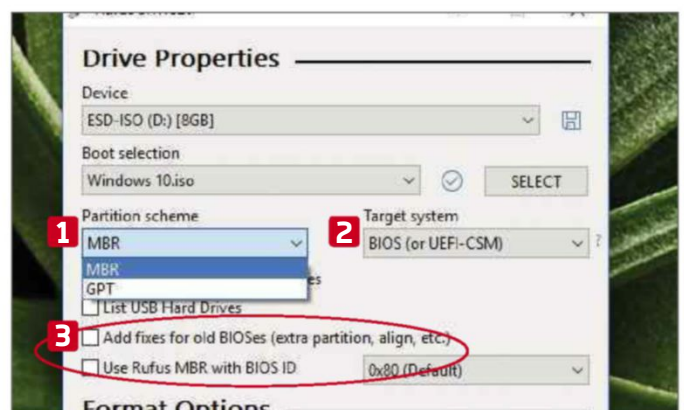 Drive Properties
Device
ESD-ISO (D:) [8GB]
Boot selection
Windows 10.iso
SELECT
Partition scheme
Target system
1
MBR
2
BIOS (or UEFI-CSM)
?
MBR
GPT
es
List USB Hard Drives
3
Add fixes for old BIOSes (extra partition, align, etc.)
Use Rufus MBR with BIOS ID
0x80 (Default)
Format Options